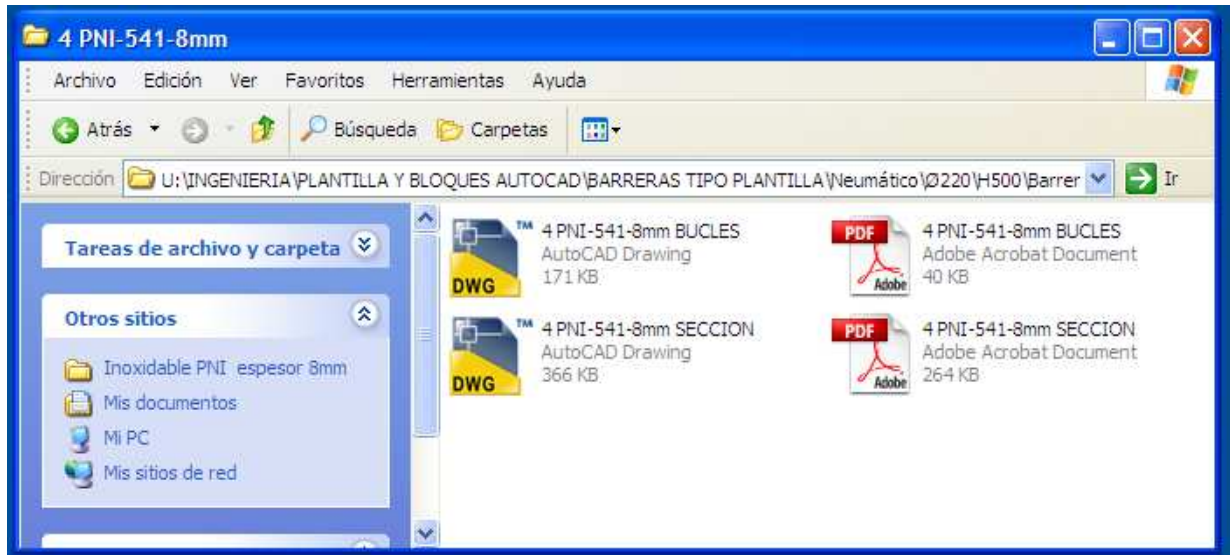 4 PNI-541-8mm
Archivo Edición Ver Favoritos Herramientas Ayuda
Atrás Búsqueda Carpetas
Dirección U:\INGENIERIA\PLANTILLA Y BLOQUES AUTOCAD\BARRERAS TIPO PLANTILLA\Neumático\Ø220\H500\Barrer Ir
Tareas de archivo y carpeta
Otros sitios
Inoxidable PNI espesor 8mm
Mis documentos
Mi PC
Mis sitios de red
TM
DWG
4 PNI-541-8mm BUCLES
AutoCAD Drawing
171 KB
PDF
Adobe
4 PNI-541-8mm BUCLES
Adobe Acrobat Document
40 KB
TM
DWG
4 PNI-541-8mm SECCION
AutoCAD Drawing
366 KB
PDF
Adobe
4 PNI-541-8mm SECCION
Adobe Acrobat Document
264 KB